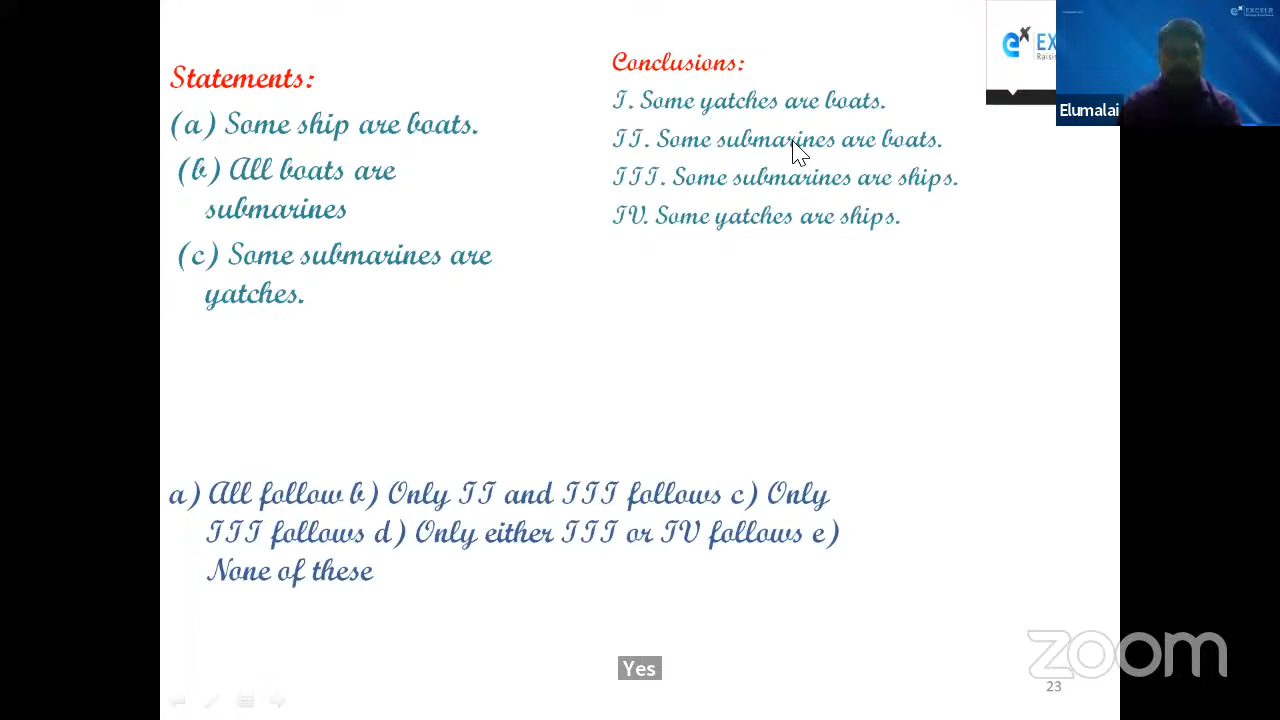 Statements:
(a) Some ship are boats.
(b) All boats are
submarines
(c) Some submarines are
yatches.
Conclusions:
I. Some yatches are boats.
II. Some submarines are boats.
III. Some submarines are ships.
IV. Some yatches are ships.
a) All follow b) Only II and III follows c) Only
III follows d) Only either III or IV follows e)
None of these
Elumalai
EXCELR
Yes
zoom
23